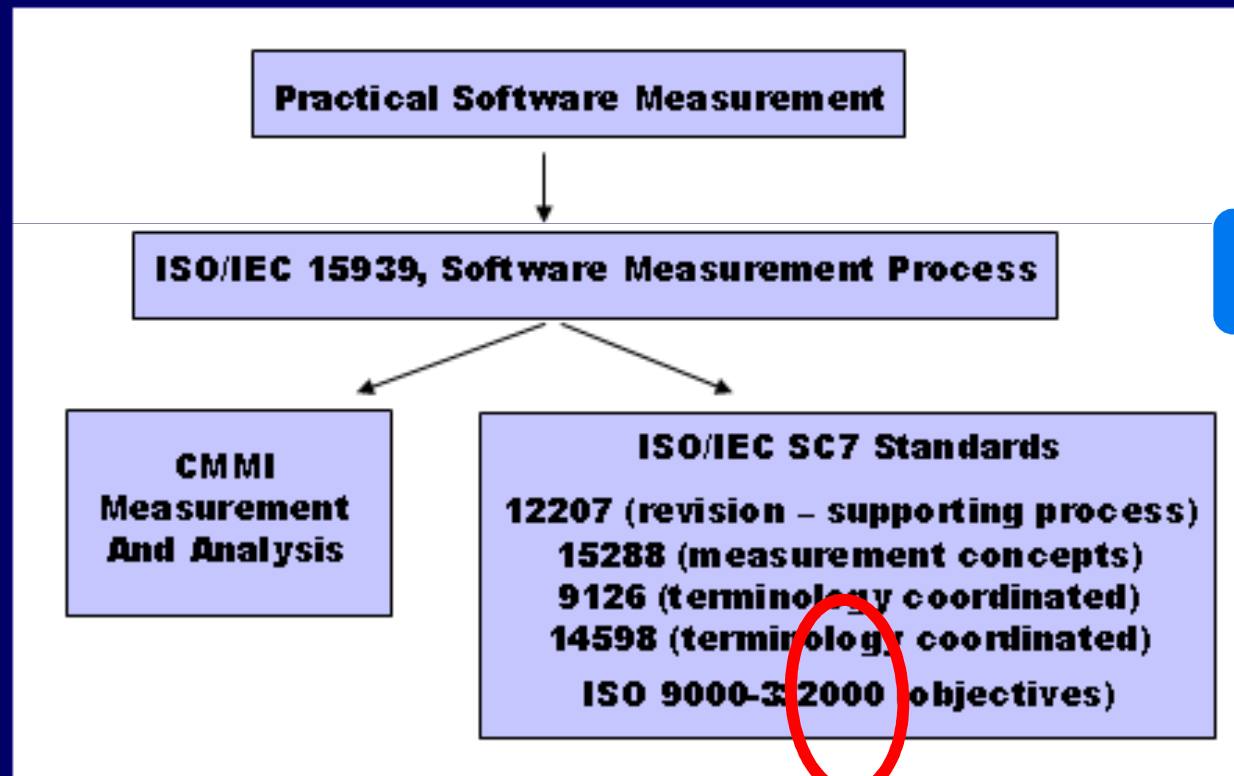 Practical Software Measurement
ISO/IEC 15939, Software Measurement Process
CMMI
Measurement
And Analysis
ISO/IEC SC7 Standards
12207 (revision – supporting process)
15288 (measurement concepts)
9126 (terminology coordinated)
14598 (terminology coordinated)
ISO 9000-3:2000 (objectives)